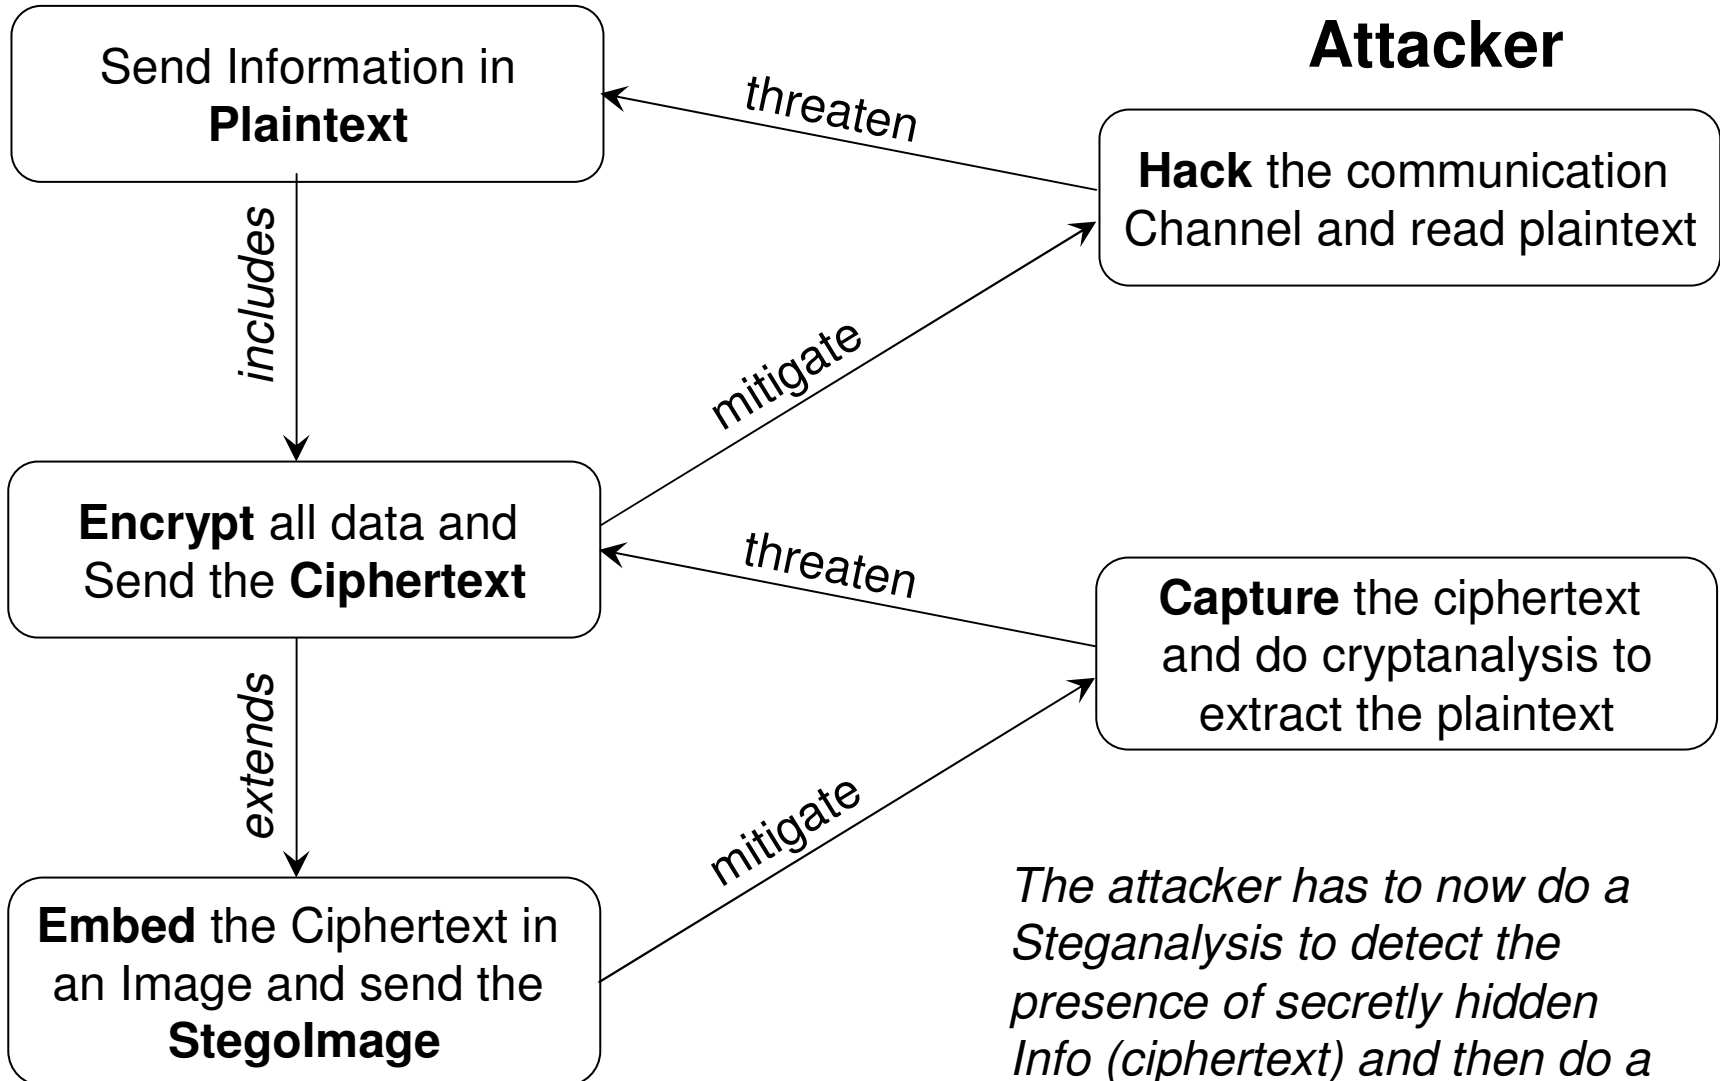 Attacker
Send Information in
Plaintext
threaten
Hack the communication
Channel and read plaintext
includes
mitigate
Encrypt all data and
Send the Ciphertext
threaten
Capture the ciphertext
and do cryptanalysis to
extract the plaintext
extends
mitigate
Embed the Ciphertext in
an Image and send the
StegoImage
The attacker has to now do a
Steganalysis to detect the
presence of secretly hidden
Info (ciphertext) and then do a